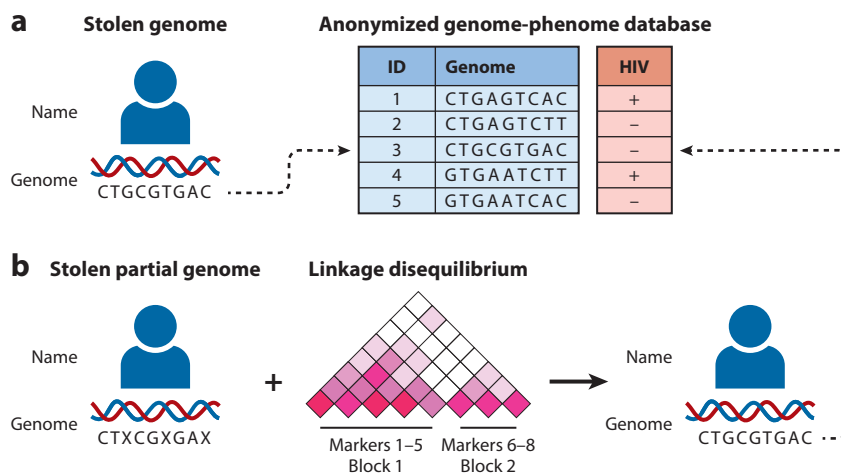 a Stolen genome Anonymized genome-phenome database
ID Genome HIV
Name
1 CTGAGTCAC +
2 CTGAGTCTT –
3 CTGCGTGAC –
Genome
4 GTGAATCTT +
CTGCGTGAC
5 GTGAATCAC –
b Stolen partial genome Linkage disequilibrium
Name Name
+
Genome Genome
CTXCGXGAX CTGCGTGAC
Markers 1–5 Markers 6–8
Block 1 Block 2